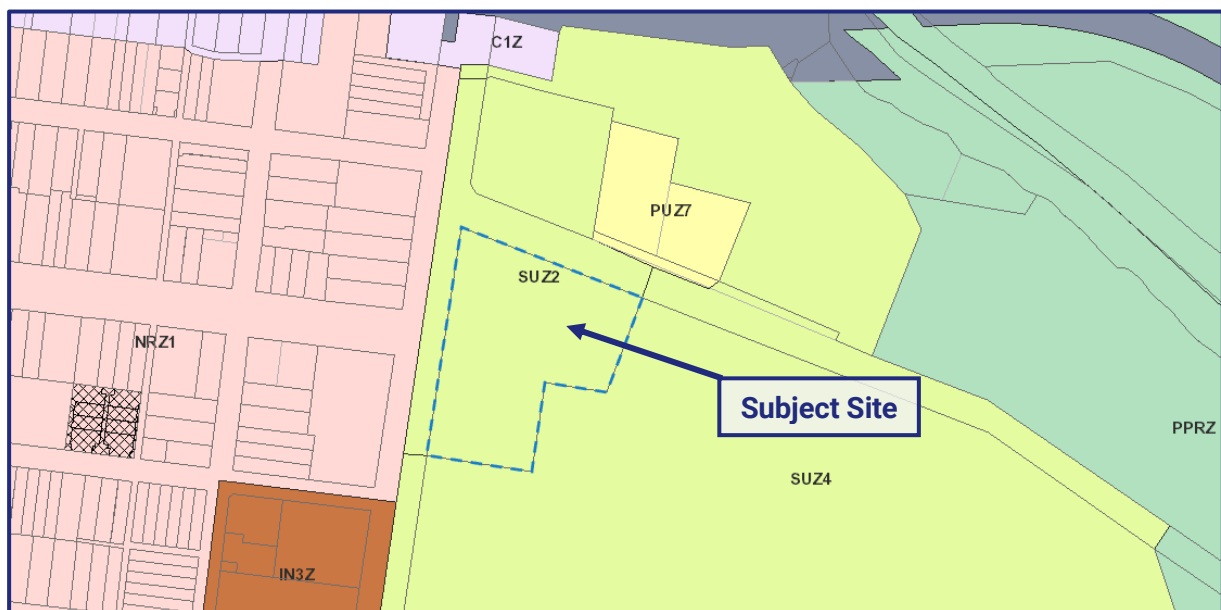 C1Z
PUZ7
SUZ2
NRZ1
Subject Site
PPRZ
SUZ4
IN3Z